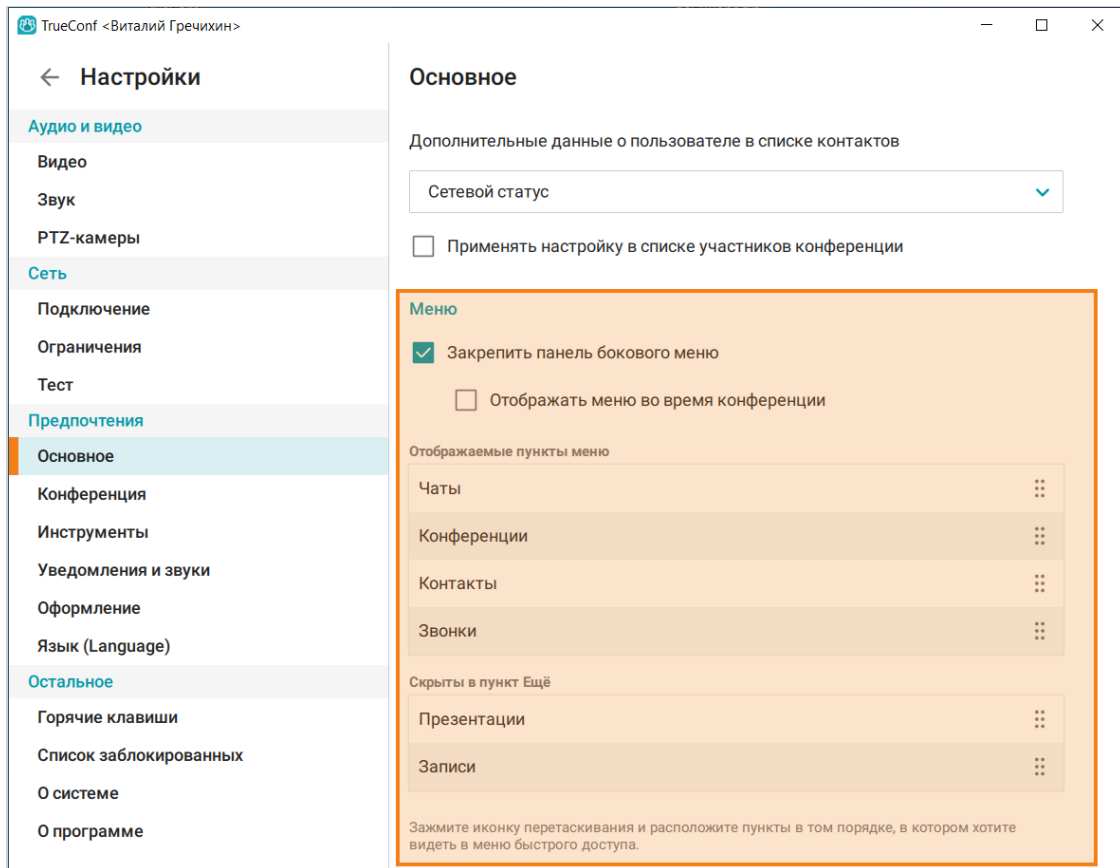 TrueConf <Виталий Гречихин>
Настройки
Аудио и видео
Видео
Звук
PTZ-камеры
Сеть
Подключение
Ограничения
Тест
Предпочтения
Основное
Конференция
Инструменты
Уведомления и звуки
Оформление
Язык (Language)
Остальное
Горячие клавиши
Список заблокированных
О системе
О программе
Основное
Дополнительные данные о пользователе в списке контактов
Сетевой статус
Применять настройку в списке участников конференции
Меню
Закрепить панель бокового меню
Отображать меню во время конференции
Отображаемые пункты меню
Чаты
Конференции
Контакты
Звонки
Скрыты в пункт Ещё
Презентации
Записи
Зажмите иконку перетаскивания и расположите пункты в том порядке, в котором хотите
видеть в меню быстрого доступа.